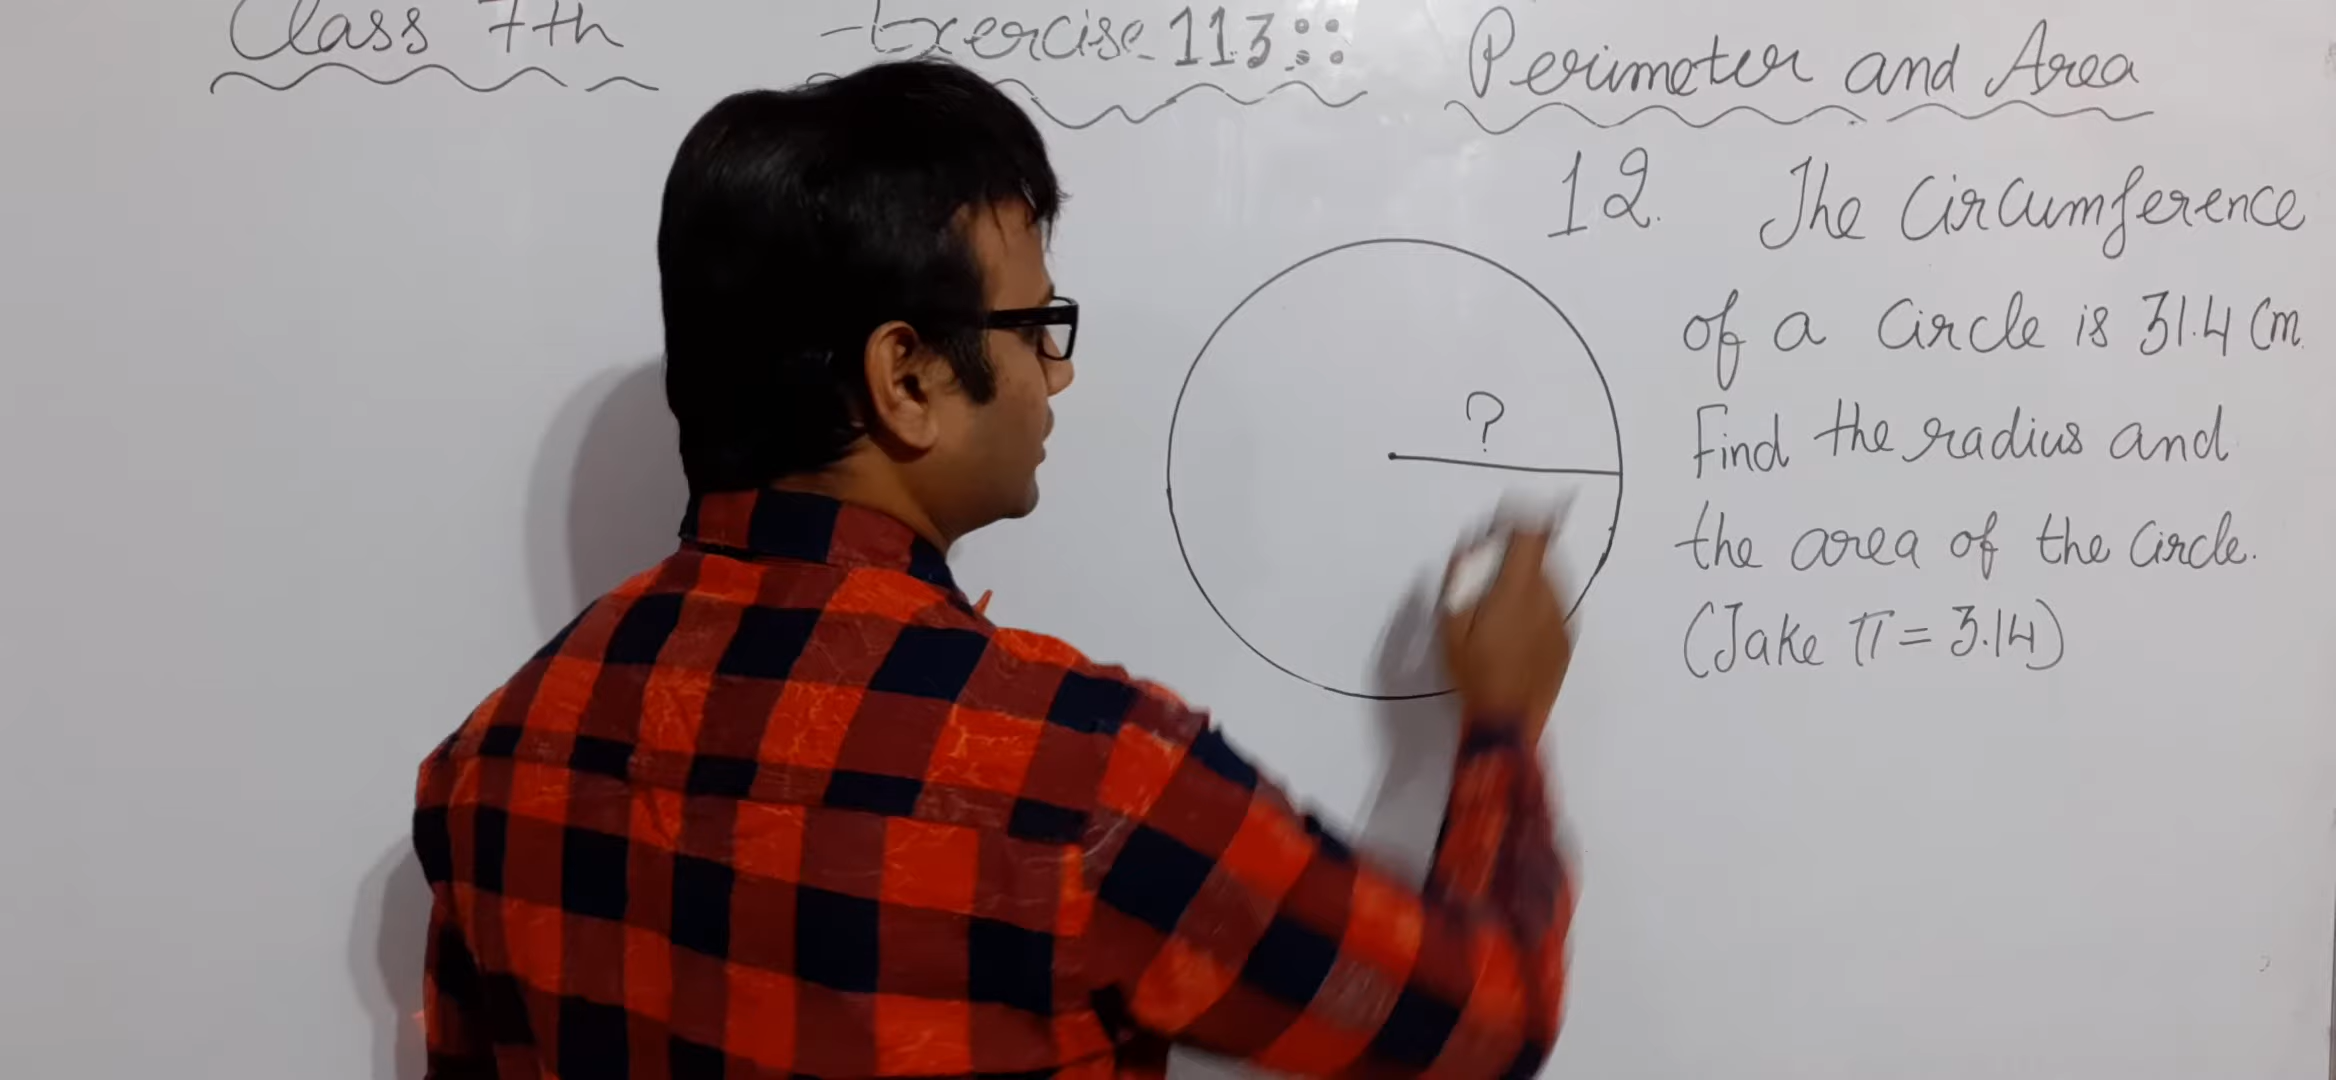 Class 7th
Exercise 11.3::
Perimeter and Area
12. The Circumference
of a Circle is 31.4 Cm.
Find the radius and
the area of the Circle.
(Take π = 3.14)
?